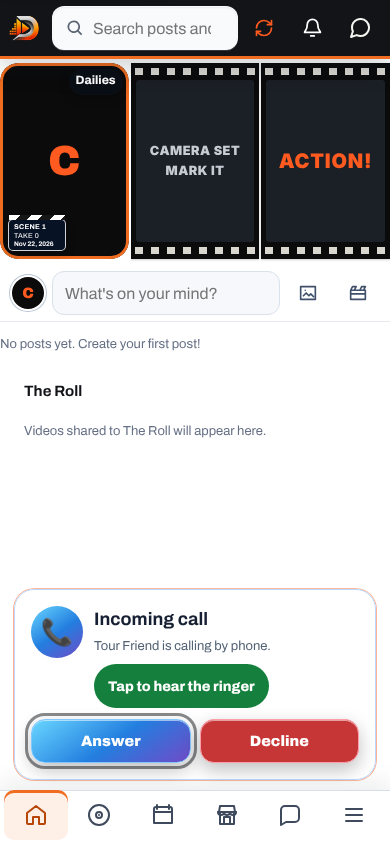 Search posts and
Dailies
C
SCENE 1
TAKE 0
Nov 22, 2026
CAMERA SET
MARK IT
ACTION!
C
What's on your mind?
No posts yet. Create your first post!
The Roll
Videos shared to The Roll will appear here.
Incoming call
Tour Friend is calling by phone.
Tap to hear the ringer
Answer
Decline